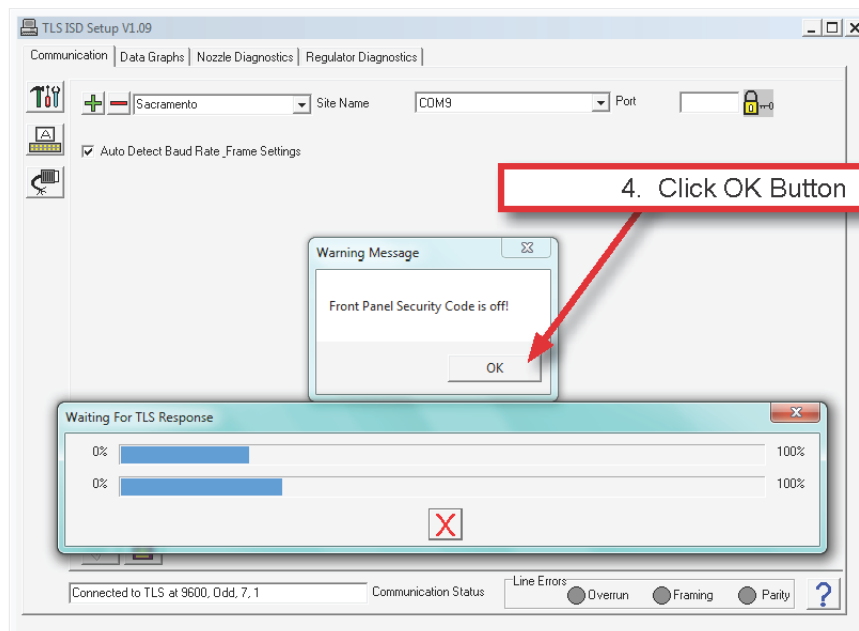 TLS ISD Setup V1.09
Communication Data Graphs Nozzle Diagnostics Regulator Diagnostics
Sacramento Site Name COM9 Port
Auto Detect Baud Rate_Frame Settings
4. Click OK Button
Warning Message
Front Panel Security Code is off!
OK
Waiting For TLS Response
0% 100%
0% 100%
Connected to TLS at 9600, Odd, 7, 1 Communication Status Line Errors Overrun Framing Parity ?